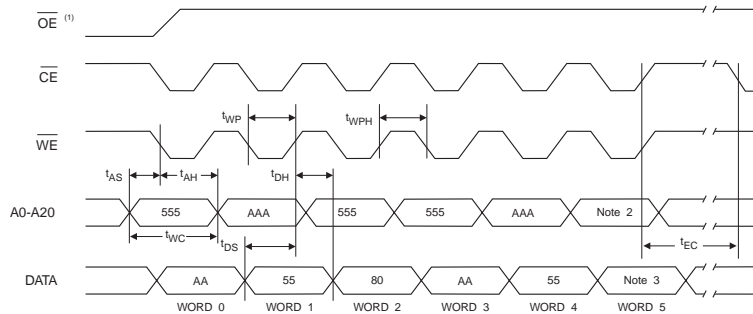 OE (1)
CE
tWP tWPH
WE
tAS tAH tDH
A0-A20 555 AAA 555 555 AAA Note 2
tWC tDS tEC
DATA AA 55 80 AA 55 Note 3
WORD 0 WORD 1 WORD 2 WORD 3 WORD 4 WORD 5